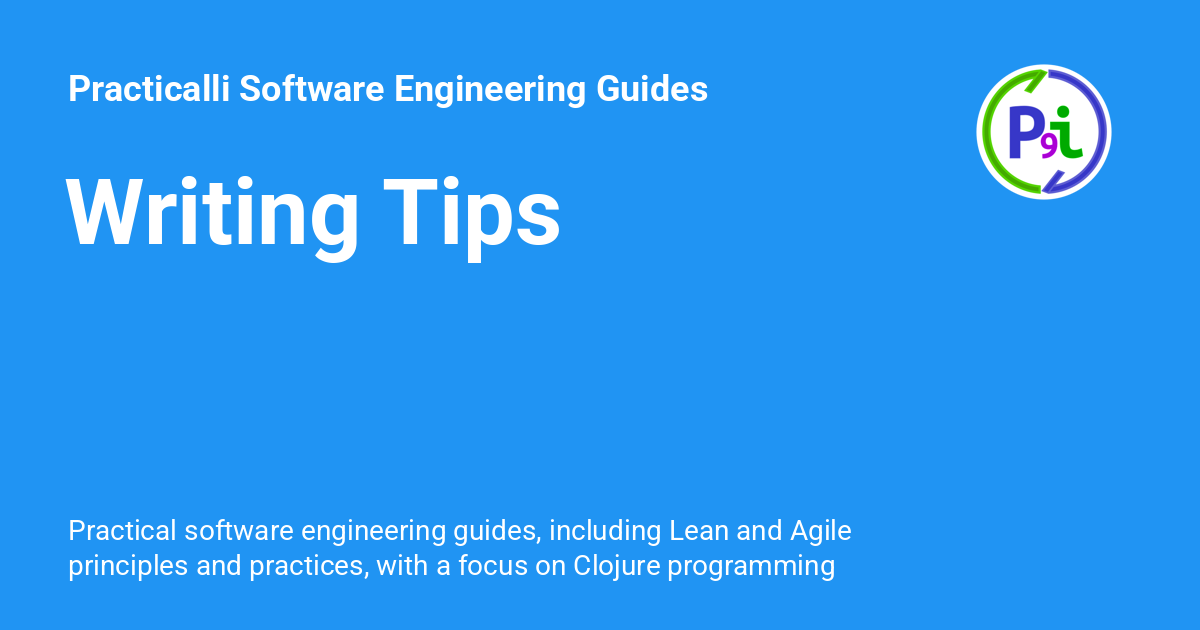 Practicalli Software Engineering Guides
P9i
Writing Tips
Practical software engineering guides, including Lean and Agile
principles and practices, with a focus on Clojure programming